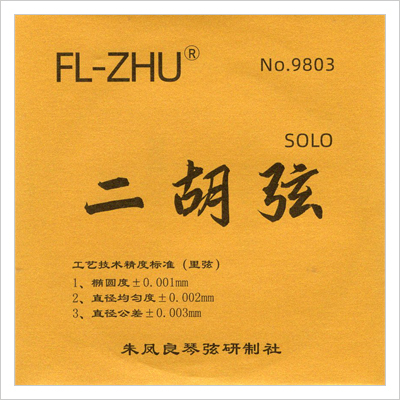 FL-ZHU®
No.9803
SOLO
二胡弦
工艺技术精度标准（里弦）
1、椭圆度±0.001mm
2、直径均匀度±0.002mm
3、直径公差±0.003mm
朱凤良琴弦研制社